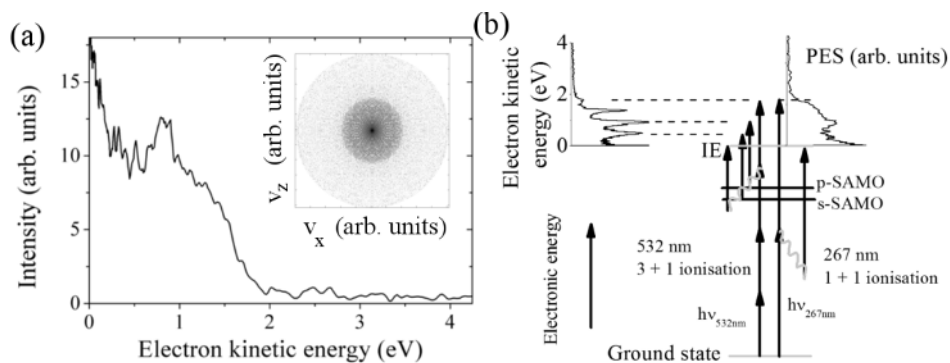 (a)
Intensity (arb. units)
15
10
5
0
0
1
2
3
4
Electron kinetic energy (eV)
v_z (arb. units)
v_x (arb. units)
(b)
Electron kinetic
energy (eV)
4
2
0
PES (arb. units)
IE
p-SAMO
s-SAMO
Electronic energy
532 nm
3 + 1 ionisation
267 nm
1 + 1 ionisation
hν532nm
hν267nm
Ground state